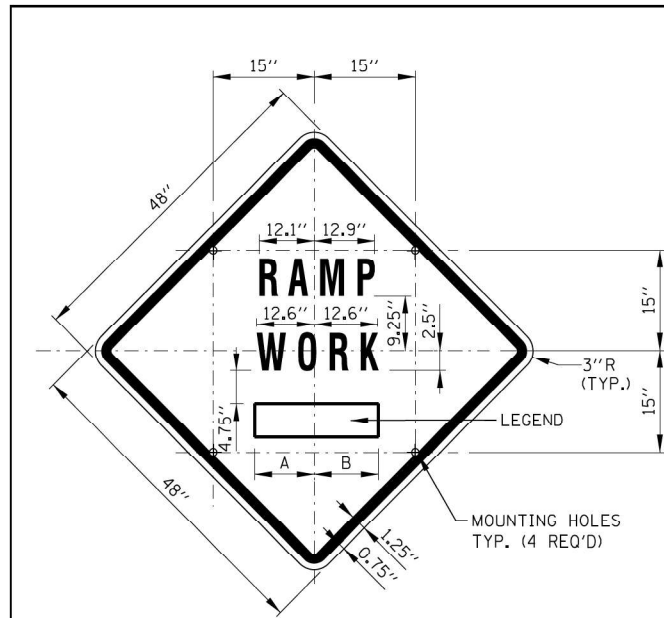 15″ 15″
48″
12.1″ 12.9″
RAMP
12.6″ 12.6″
9.25″
2.5″
15″
WORK
3″R
(TYP.)
15″
4.75″
LEGEND
A B
48″
MOUNTING HOLES
TYP. (4 REQ'D)
1.25″
0.75″